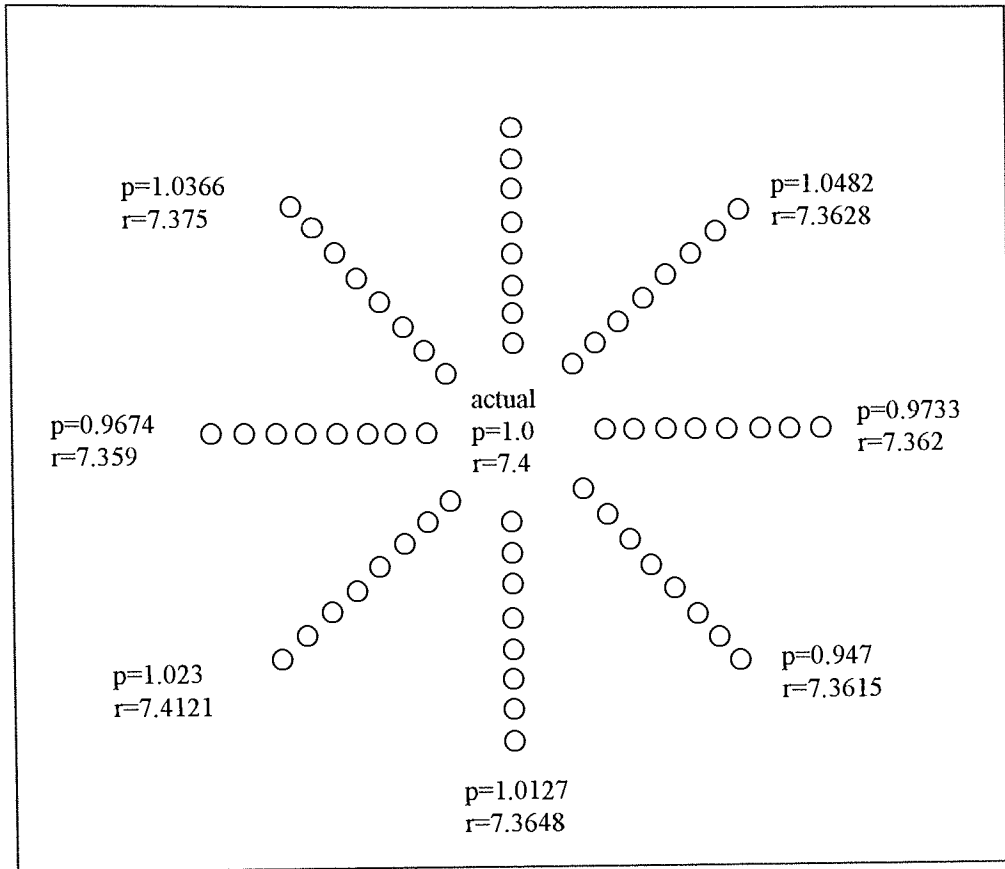 p=1.0366
r=7.375
p=1.0482
r=7.3628
actual
p=1.0
r=7.4
p=0.9674
r=7.359
p=0.9733
r=7.362
p=1.023
r=7.4121
p=0.947
r=7.3615
p=1.0127
r=7.3648